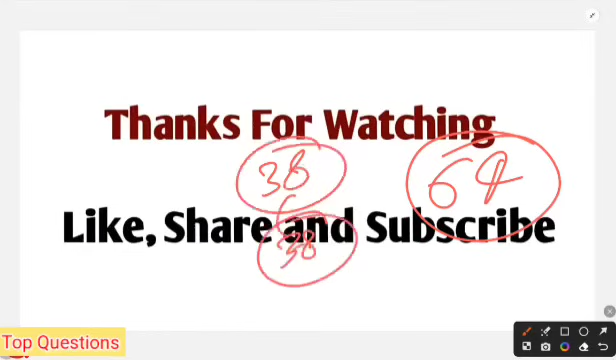 Thanks For Watching
38
64
Like, Share and Subscribe
38
Top Questions